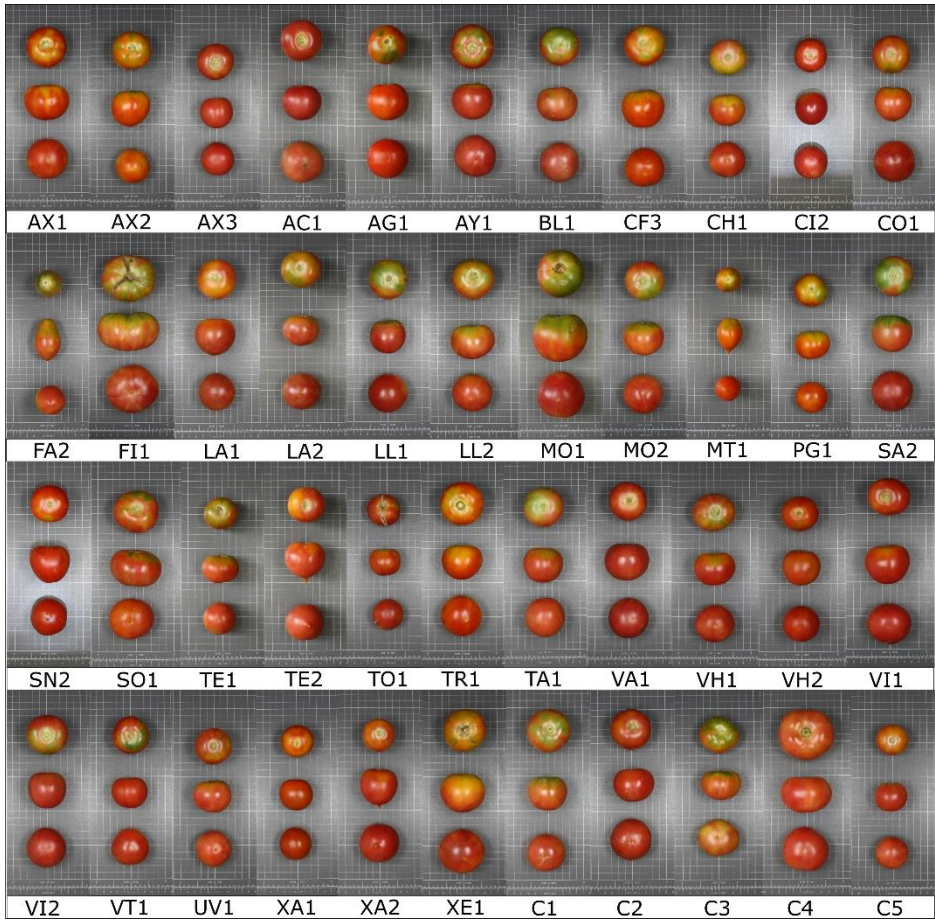 AX1 AX2 AX3 AC1 AG1 AY1 BL1 CF3 CH1 CI2 CO1
FA2 FI1 LA1 LA2 LL1 LL2 MO1 MO2 MT1 PG1 SA2
SN2 SO1 TE1 TE2 TO1 TR1 TA1 VA1 VH1 VH2 VI1
VI2 VT1 UV1 XA1 XA2 XE1 C1 C2 C3 C4 C5